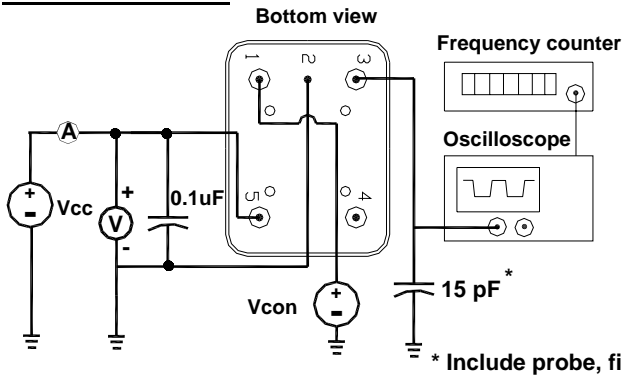 Bottom view
1 2 3
Frequency counter
Oscilloscope
A
+
-
Vcc
+
V
-
0.1uF
5 4
Vcon
+
-
15 pF *
* Include probe, fi